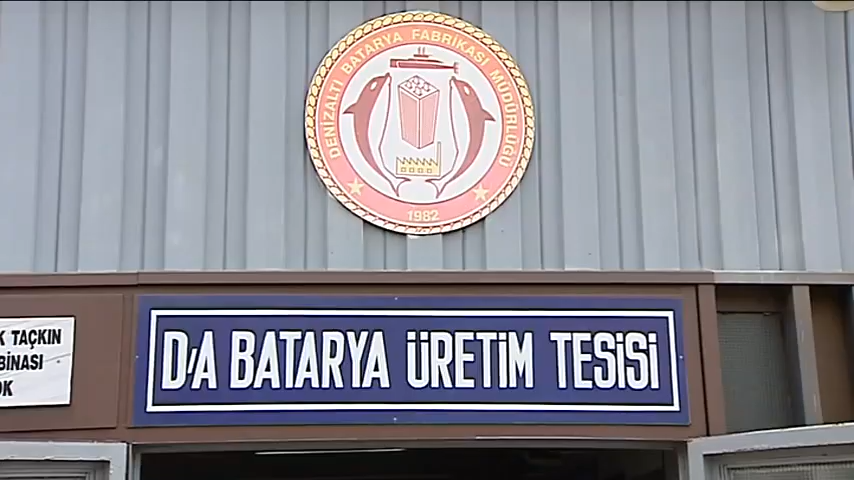 DENİZALTI BATARYA FABRİKASI MÜDÜRLÜĞÜ
1982
D/A BATARYA ÜRETİM TESİSİ
K TAÇKIN
BİNASI
OK